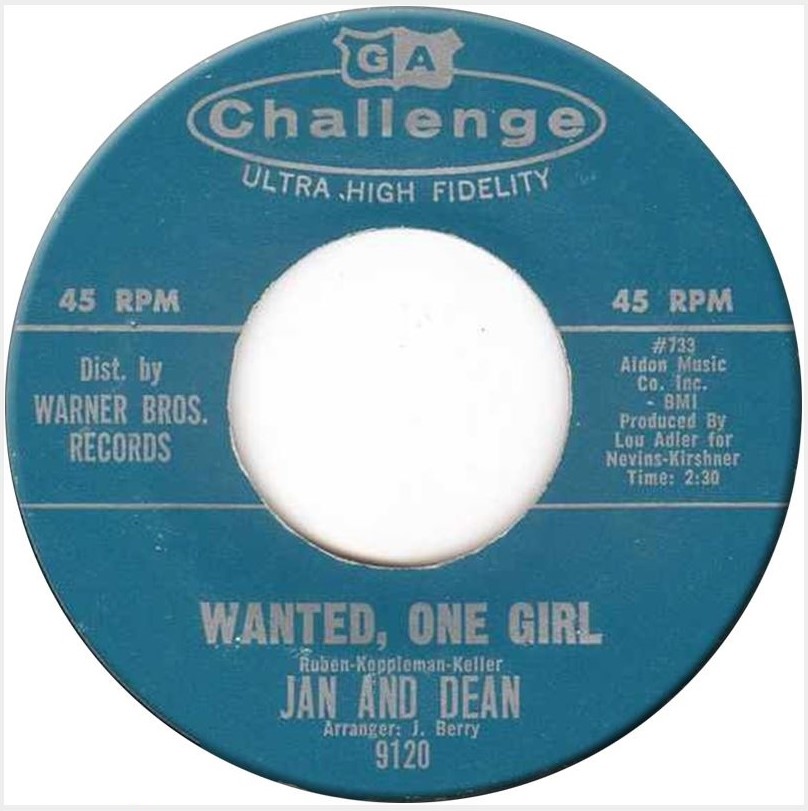 G A
Challenge
ULTRA HIGH FIDELITY
45 RPM
45 RPM
Dist. by
WARNER BROS.
RECORDS
#733
Aldon Music
Co. Inc.
- BMI
Produced By
Lou Adler for
Nevins-Kirshner
Time: 2:30
WANTED, ONE GIRL
Ruben-Koppleman-Keller
JAN AND DEAN
Arranger: J. Berry
9120